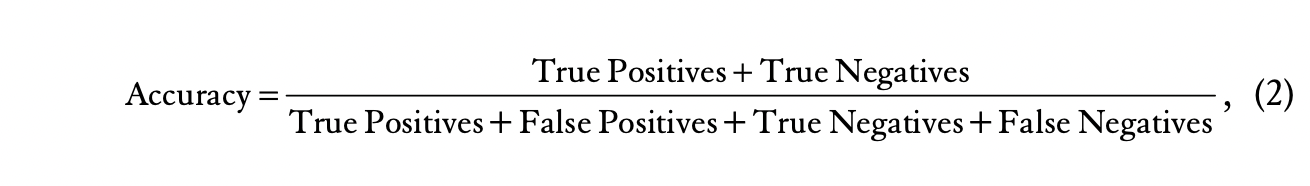 True Positives + True Negatives
Accuracy = , (2)
True Positives + False Positives + True Negatives + False Negatives